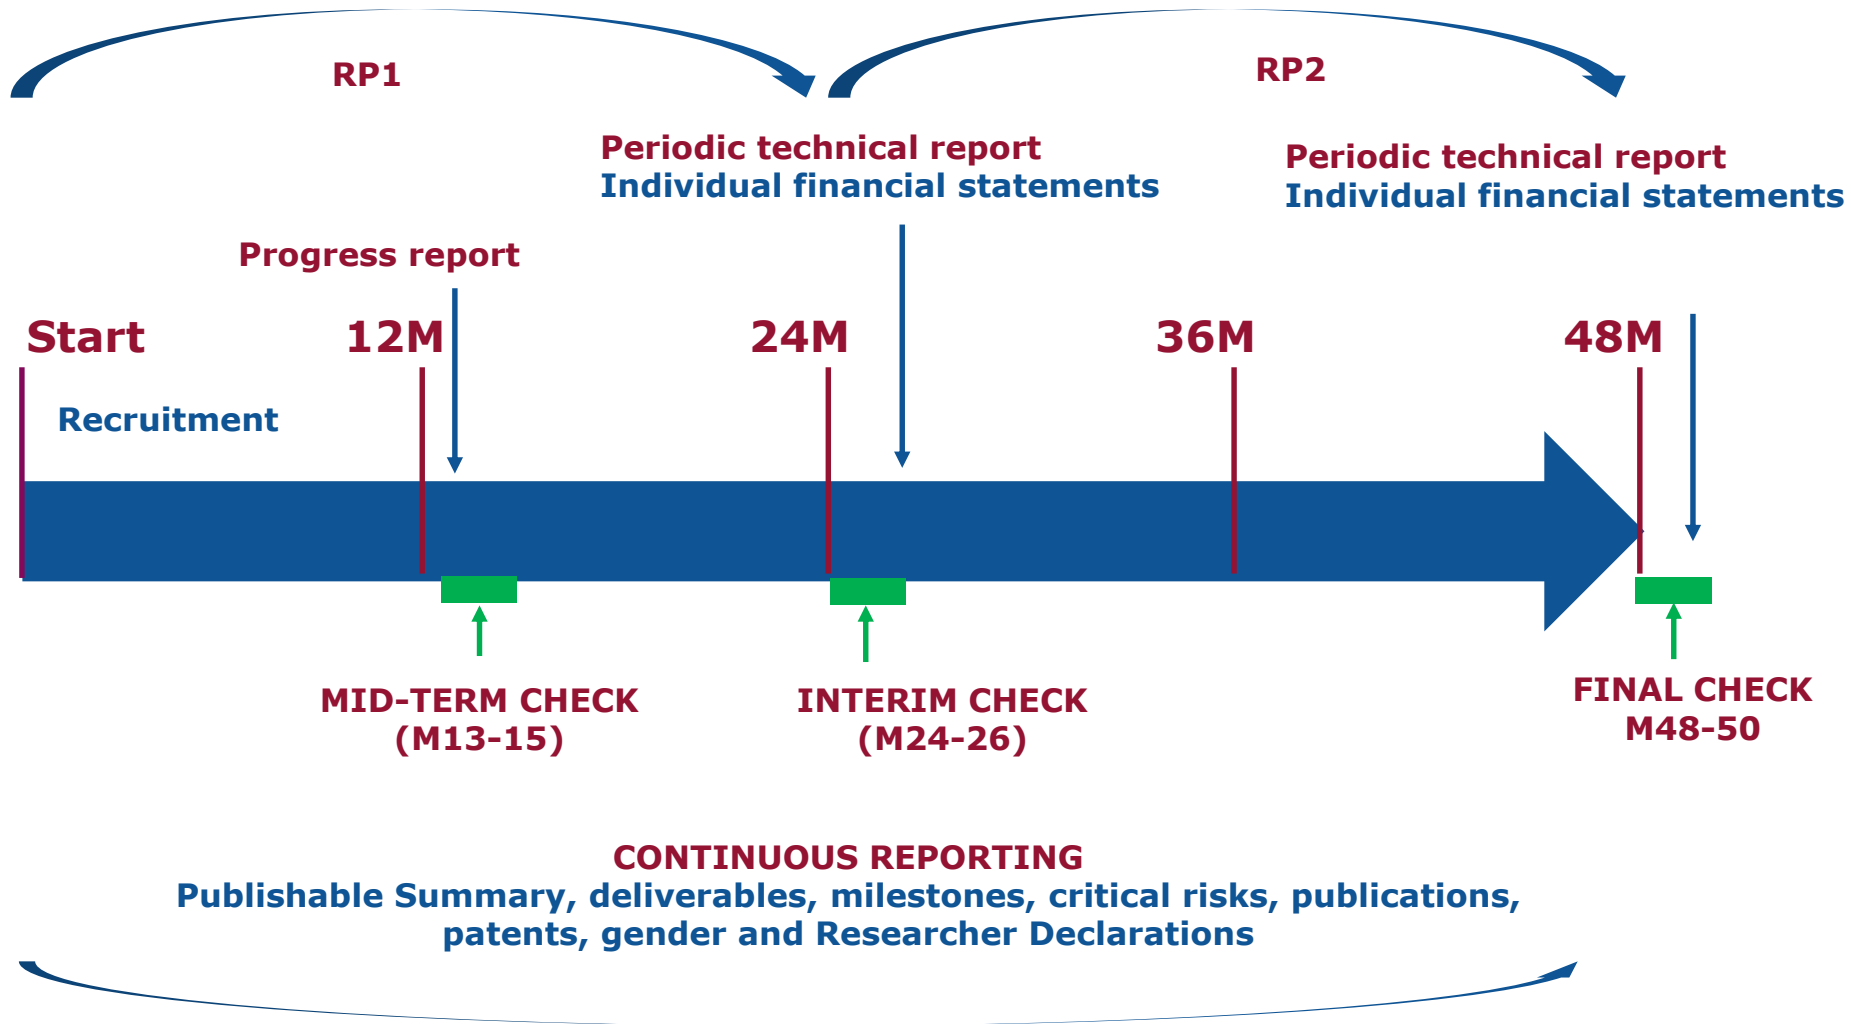 RP1
RP2
Periodic technical report
Individual financial statements
Periodic technical report
Individual financial statements
Progress report
Start
12M
24M
36M
48M
Recruitment
MID-TERM CHECK
(M13-15)
INTERIM CHECK
(M24-26)
FINAL CHECK
M48-50
CONTINUOUS REPORTING
Publishable Summary, deliverables, milestones, critical risks, publications,
patents, gender and Researcher Declarations